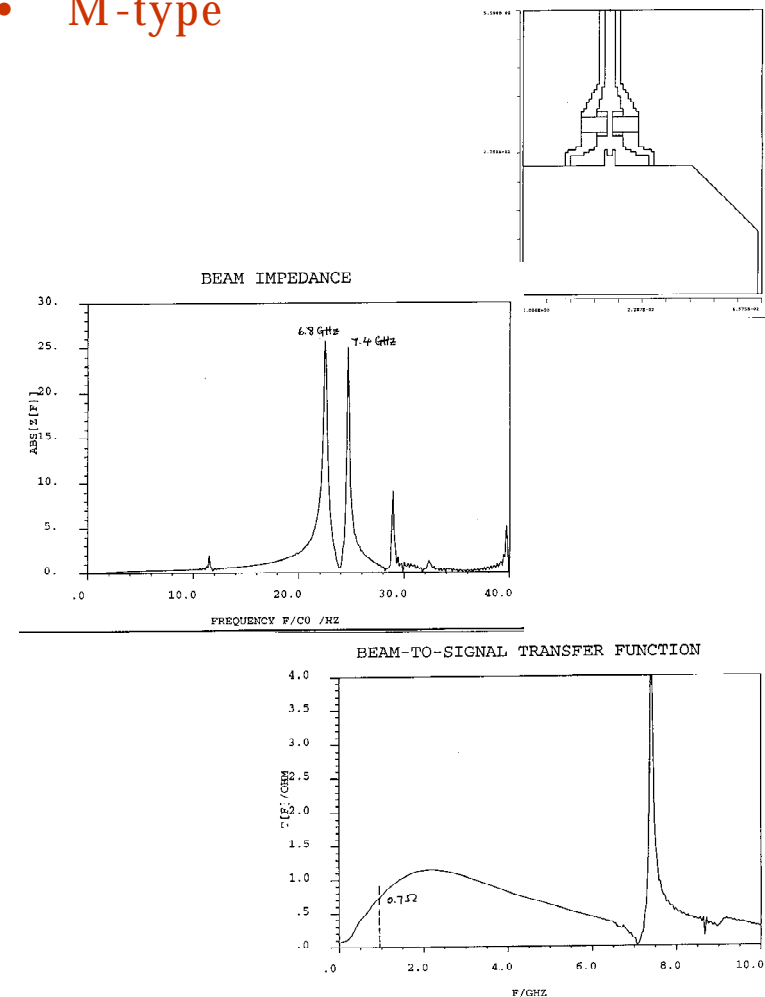 • M-type
BEAM IMPEDANCE
30.
25.
20.
15.
10.
5.
0.
ABS[Z[F]]
6.8 GHz
7.4 GHz
.0 10.0 20.0 30.0 40.0
FREQUENCY F/C0 /HZ
BEAM-TO-SIGNAL TRANSFER FUNCTION
4.0
3.5
3.0
2.5
2.0
1.5
1.0
.5
.0
T[F]/OHM
0.7Ω
.0 2.0 4.0 6.0 8.0 10.0
F/GHZ